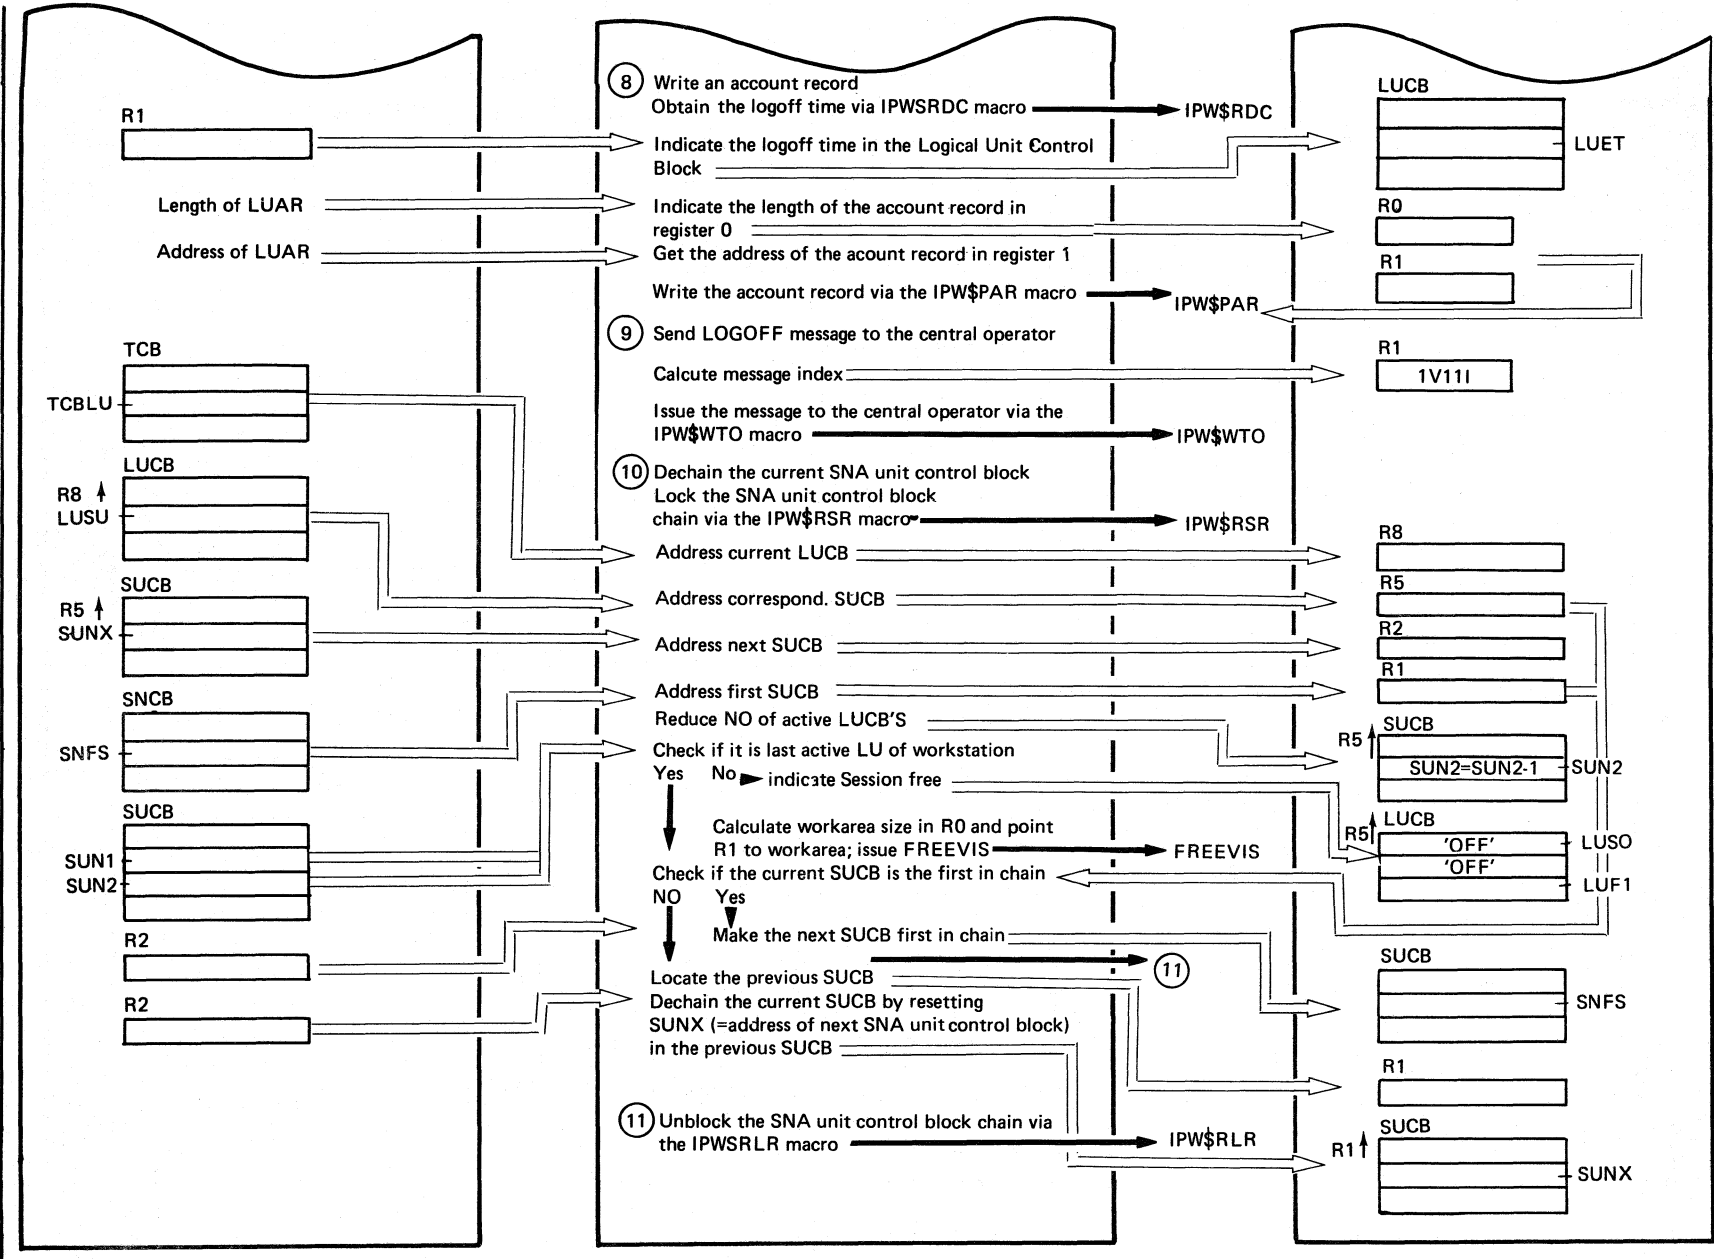 R1
Length of LUAR
Address of LUAR
TCB
TCBLU
LUCB
R8
LUSU
SUCB
R5
SUNX
SNCB
SNFS
SUCB
SUN1
SUN2
R2
R2
8 Write an account record
Obtain the logoff time via IPWSRDC macro IPW$RDC
Indicate the logoff time in the Logical Unit Control
Block
Indicate the length of the account record in
register 0
Get the address of the acount record in register 1
Write the account record via the IPW$PAR macro IPW$PAR
9 Send LOGOFF message to the central operator
Calcute message index
Issue the message to the central operator via the
IPW$WTO macro IPW$WTO
10 Dechain the current SNA unit control block
Lock the SNA unit control block
chain via the IPW$RSR macro IPW$RSR
Address current LUCB
Address correspond. SUCB
Address next SUCB
Address first SUCB
Reduce NO of active LUCB'S
Check if it is last active LU of workstation
Yes No indicate Session free
Calculate workarea size in R0 and point
R1 to workarea; issue FREEVIS FREEVIS
Check if the current SUCB is the first in chain
NO Yes
Make the next SUCB first in chain
11
Locate the previous SUCB
Dechain the current SUCB by resetting
SUNX (=address of next SNA unit control block)
in the previous SUCB
11 Unblock the SNA unit control block chain via
the IPWSRLR macro IPW$RLR
LUCB
LUET
R0
R1
R1
1V11I
R8
R5
R2
R1
SUCB
R5
SUN2=SUN2-1 SUN2
LUCB
R5
'OFF' LUSO
'OFF'
LUF1
SUCB
SNFS
R1
SUCB
R1
SUNX